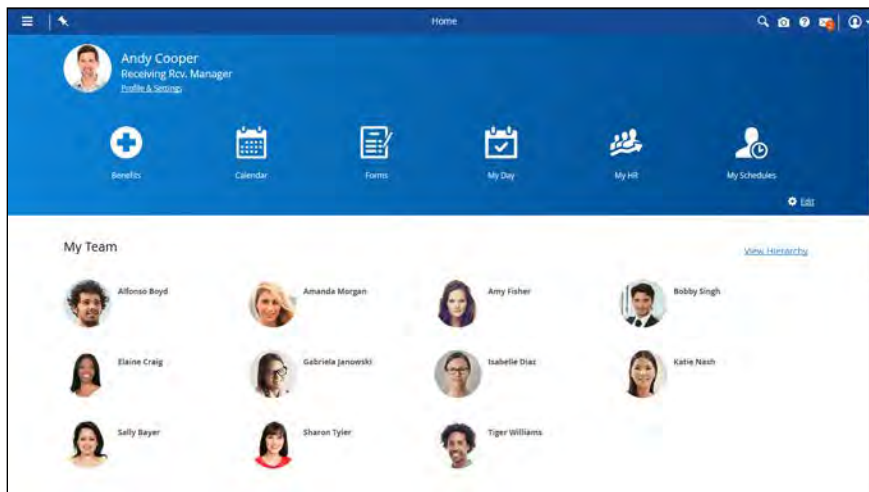 Home
Andy Cooper
Receiving Rcv. Manager
Profile & Settings
Benefits
Calendar
Forms
My Day
My HR
My Schedules
Edit
My Team
View Hierarchy
Alfonso Boyd
Amanda Morgan
Amy Fisher
Bobby Singh
Elaine Craig
Gabriela Janowski
Isabelle Diaz
Katie Nash
Sally Bayer
Sharon Tyler
Tiger Williams